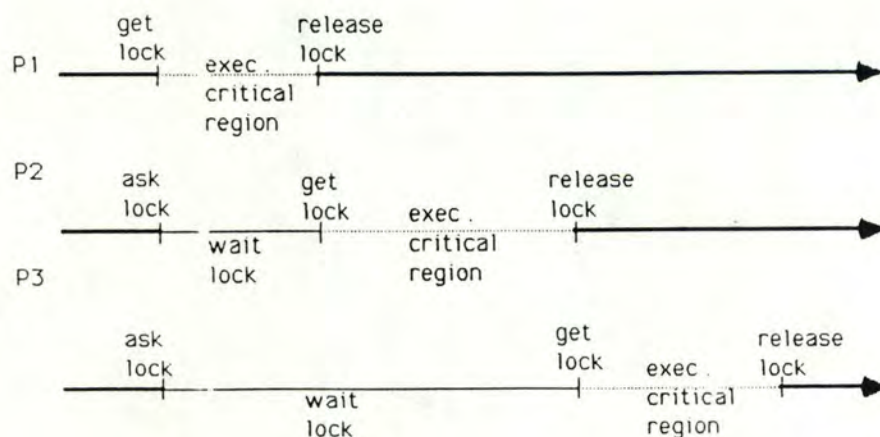 get
lock
release
lock
P1
exec.
critical
region
P2
ask
lock
get
lock
release
lock
wait
lock
exec.
critical
region
P3
ask
lock
get
lock
release
lock
wait
lock
exec.
critical
region